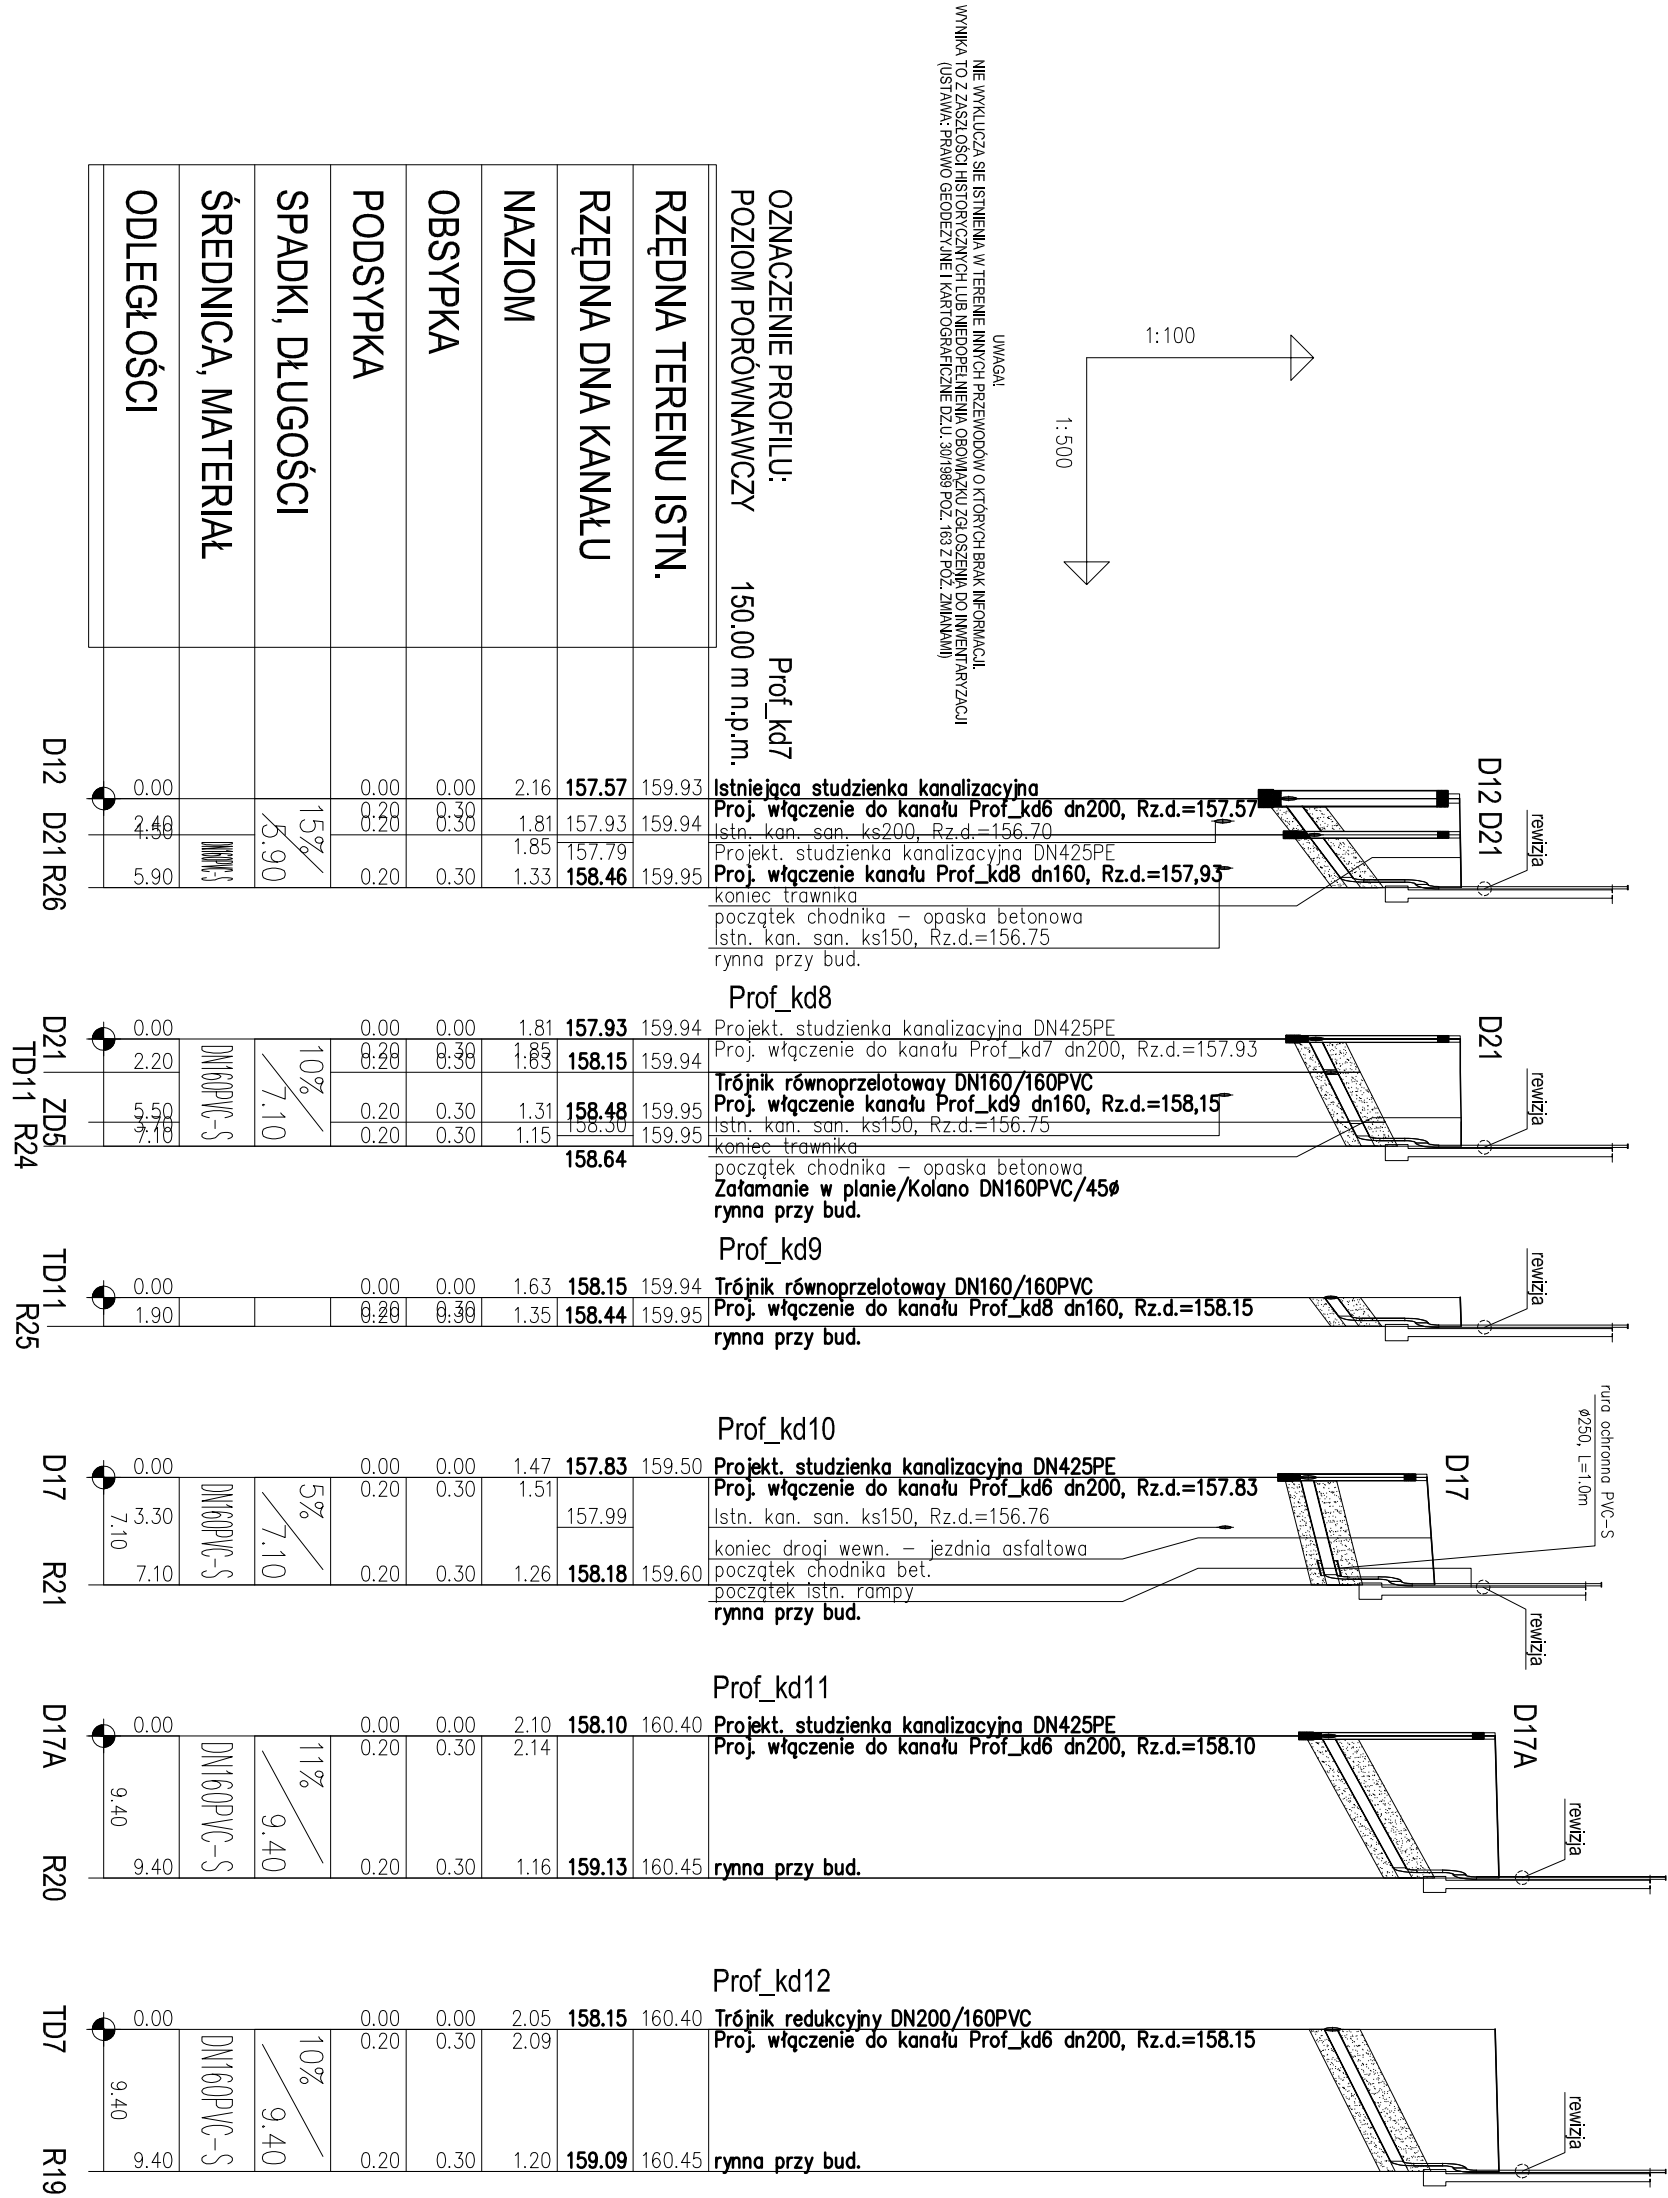 UWAGA!
NIE WYKLUCZA SIE ISTNIENIA W TERENIE INNYCH PRZEWODÓW O KTÓRYCH BRAK INFORMACJI.
WYNIKA TO Z ZASZŁOŚCI HISTORYCZNYCH LUB NIEDOPEŁNIENIA OBOWIĄZKU ZGŁOSZENIA DO INWENTARYZACJI
(USTAWA: PRAWO GEODEZYJNE I KARTOGRAFICZNE DZ.U. 30/1989 POZ. 163 Z PÓŹ. ZMIANAMI)
1:100
1:500
OZNACZENIE PROFILU:
POZIOM PORÓWNAWCZY
150.00 m n.p.m.
RZĘDNA TERENU ISTN.
RZĘDNA DNA KANAŁU
NAZIOM
OBSYPKA
PODSYPKA
SPADKI, DŁUGOŚCI
ŚREDNICA, MATERIAŁ
ODLEGŁOŚCI
Prof_kd7
D12 D21
rewizja
0.00 0.00 0.00 2.16 157.57 159.93 Istniejąca studzienka kanalizacyjna
0.20 0.30 Proj. włączenie do kanału Prof_kd6 dn200, Rz.d.=157.57
2.40 0.20 0.30 1.81 157.93 159.94 Istn. kan. san. ks200, Rz.d.=156.70
4.50 1.85 157.79 Projekt. studzienka kanalizacyjna DN425PE
5.90 0.20 0.30 1.33 158.46 159.95 Proj. włączenie kanału Prof_kd8 dn160, Rz.d.=157,93
koniec trawnika
początek chodnika – opaska betonowa
Istn. kan. san. ks150, Rz.d.=156.75
rynna przy bud.
15%
5.90
D12 D21 R26
Prof_kd8
D21
rewizja
0.00 0.00 0.00 1.81 157.93 159.94 Projekt. studzienka kanalizacyjna DN425PE
0.20 0.30 1.85 Proj. włączenie do kanału Prof_kd7 dn200, Rz.d.=157.93
2.20 0.20 0.30 1.63 158.15 159.94
Trójnik równoprzelotoway DN160/160PVC
5.50 0.20 0.30 1.31 158.48 159.95 Proj. włączenie kanału Prof_kd9 dn160, Rz.d.=158,15
158.30 Istn. kan. san. ks150, Rz.d.=156.75
7.10 0.20 0.30 1.15 159.95 koniec trawnika
158.64 początek chodnika – opaska betonowa
Załamanie w planie/Kolano DN160PVC/45ø
rynna przy bud.
10%
7.10
DN160PVC-S
D21 TD11 ZD5 R24
Prof_kd9
rewizja
0.00 0.00 0.00 1.63 158.15 159.94 Trójnik równoprzelotoway DN160/160PVC
1.90 0.20 0.30 1.35 158.44 159.95 Proj. włączenie do kanału Prof_kd8 dn160, Rz.d.=158.15
rynna przy bud.
TD11 R25
Prof_kd10
D17
rura ochronna PVC-S
ø250, L=1.0m
rewizja
0.00 0.00 0.00 1.47 157.83 159.50 Projekt. studzienka kanalizacyjna DN425PE
0.20 0.30 1.51 Proj. włączenie do kanału Prof_kd6 dn200, Rz.d.=157.83
3.30 157.99 Istn. kan. san. ks150, Rz.d.=156.76
koniec drogi wewn. – jezdnia asfaltowa
7.10 0.20 0.30 1.26 158.18 159.60 początek chodnika bet.
początek istn. rampy
rynna przy bud.
5%
7.10
DN160PVC-S
7.10
D17 R21
Prof_kd11
D17A
rewizja
0.00 0.00 0.00 2.10 158.10 160.40 Projekt. studzienka kanalizacyjna DN425PE
0.20 0.30 2.14 Proj. włączenie do kanału Prof_kd6 dn200, Rz.d.=158.10
9.40 0.20 0.30 1.16 159.13 160.45 rynna przy bud.
11%
9.40
DN160PVC-S
9.40
D17A R20
Prof_kd12
rewizja
0.00 0.00 0.00 2.05 158.15 160.40 Trójnik redukcyjny DN200/160PVC
0.20 0.30 2.09 Proj. włączenie do kanału Prof_kd6 dn200, Rz.d.=158.15
9.40 0.20 0.30 1.20 159.09 160.45 rynna przy bud.
10%
9.40
DN160PVC-S
9.40
TD7 R19